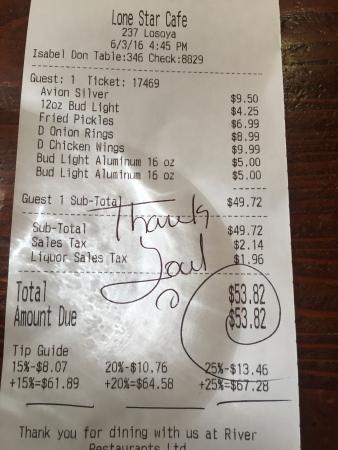 Lone Star Cafe
237 Losoya
6/3/16 4:45 PM
Isabel Don Table:346 Check:8829
Guest: 1 Ticket: 17469
Avion Silver $9.50
12oz Bud Light $4.25
Fried Pickles $6.99
D Onion Rings $8.99
D Chicken Wings $9.99
Bud Light Aluminum 16 oz $5.00
Bud Light Aluminum 16 oz $5.00
Guest 1 Sub-Total $49.72
Thank
You!
Sub-Total $49.72
Sales Tax $2.14
Liquor Sales Tax $1.96
Total $53.82
Amount Due $53.82
Tip Guide
15%-$8.07 20%-$10.76 25%-$13.46
+15%=$61.89 +20%=$64.58 +25%=$67.28
Thank you for dining with us at River
Restaurants Ltd